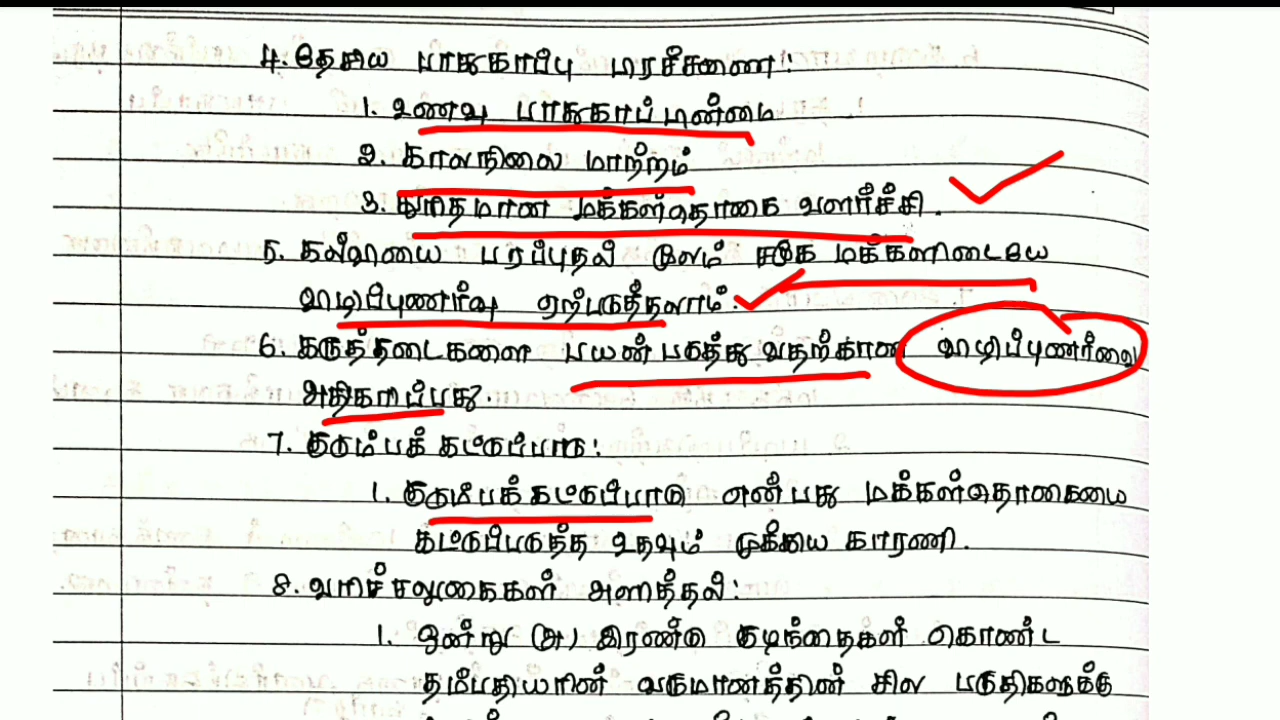 4. தேசிய பாதுகாப்பு பிரச்சனை:
1. உணவு பாதுகாப்பின்மை
2. காலநிலை மாற்றம்
3. துரிதமான மக்கள்தொகை வளர்ச்சி.
5. கல்வியை பரப்புதல் மூலம் சக மக்களிடையே
விழிப்புணர்வு ஏற்படுத்தலாம்.
6. கருத்தடைகளை பயன்படுத்துவதற்கான விழிப்புணர்வை
அதிகரிப்பது.
7. குடும்பக் கட்டுப்பாடு:
1. குடும்பக்கட்டுப்பாடு என்பது மக்கள்தொகையை
கட்டுப்படுத்த உதவும் முக்கிய காரணி.
8. வரிச்சலுகைகள் அளித்தல்:
1. ஒன்று (அ) இரண்டு குழந்தைகள் கொண்ட
தம்பதியரின் வருமானத்தின் சில பகுதிகளுக்கு